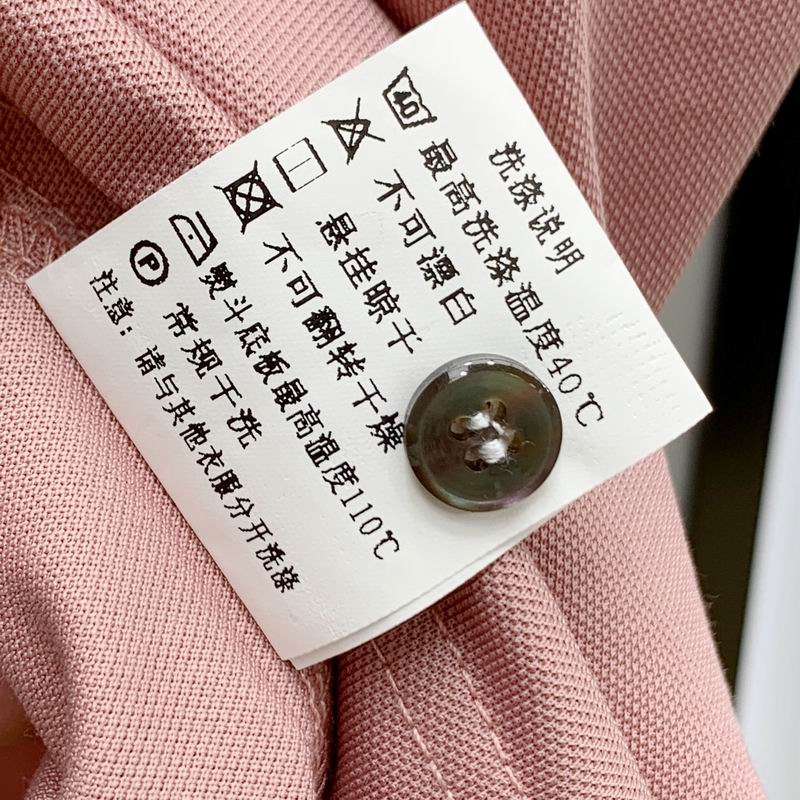 洗涤说明
40 最高洗涤温度40℃
不可漂白
悬挂晾干
不可翻转干燥
熨斗底板最高温度110℃
P 常规干洗
注意：请与其他衣服分开洗涤